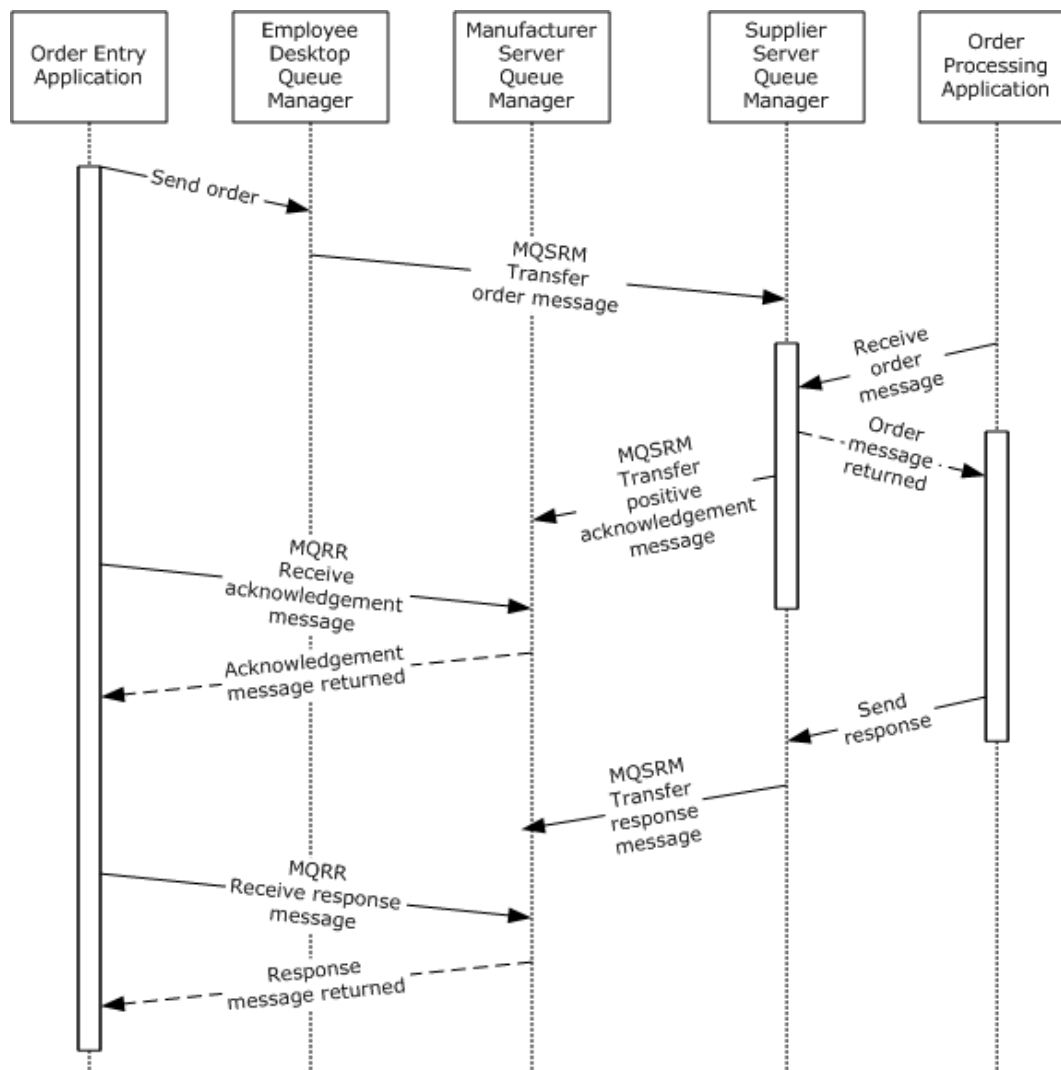 Order Entry
Application
Employee
Desktop
Queue
Manager
Manufacturer
Server
Queue
Manager
Supplier
Server
Queue
Manager
Order
Processing
Application
Send order
MQSRM
Transfer
order message
Receive
order
message
Order
message
returned
MQSRM
Transfer
positive
acknowledgement
message
MQRR
Receive
acknowledgement
message
Acknowledgement
message returned
Send
response
MQSRM
Transfer
response
message
MQRR
Receive response
message
Response
message returned